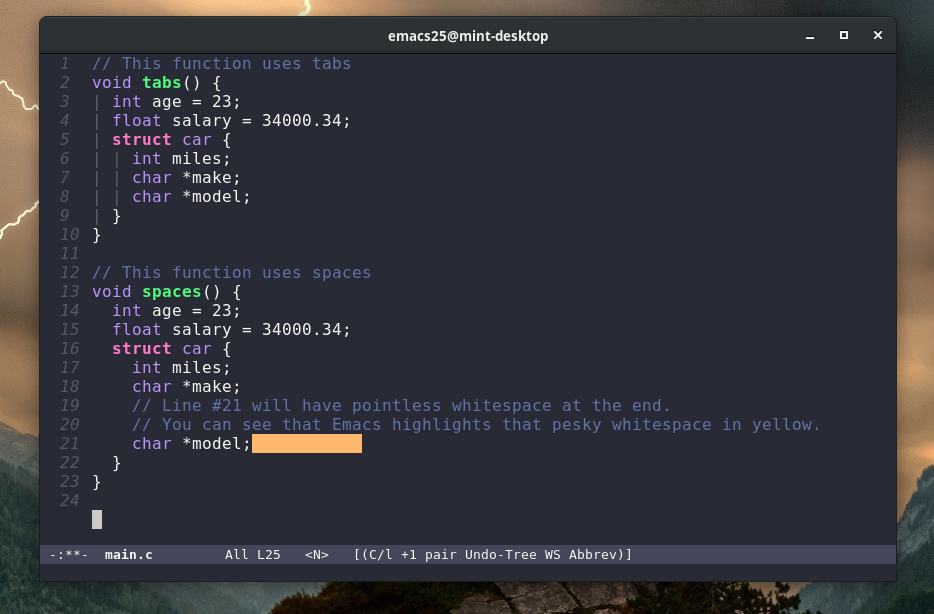 emacs25@mint-desktop
1 // This function uses tabs
2 void tabs() {
3 | int age = 23;
4 | float salary = 34000.34;
5 | struct car {
6 | | int miles;
7 | | char *make;
8 | | char *model;
9 | }
10 }
11
12 // This function uses spaces
13 void spaces() {
14   int age = 23;
15   float salary = 34000.34;
16   struct car {
17     int miles;
18     char *make;
19     // Line #21 will have pointless whitespace at the end.
20     // You can see that Emacs highlights that pesky whitespace in yellow.
21     char *model;
22   }
23 }
24
-:**-  main.c         All L25   <N>   [(C/l +1 pair Undo-Tree WS Abbrev)]